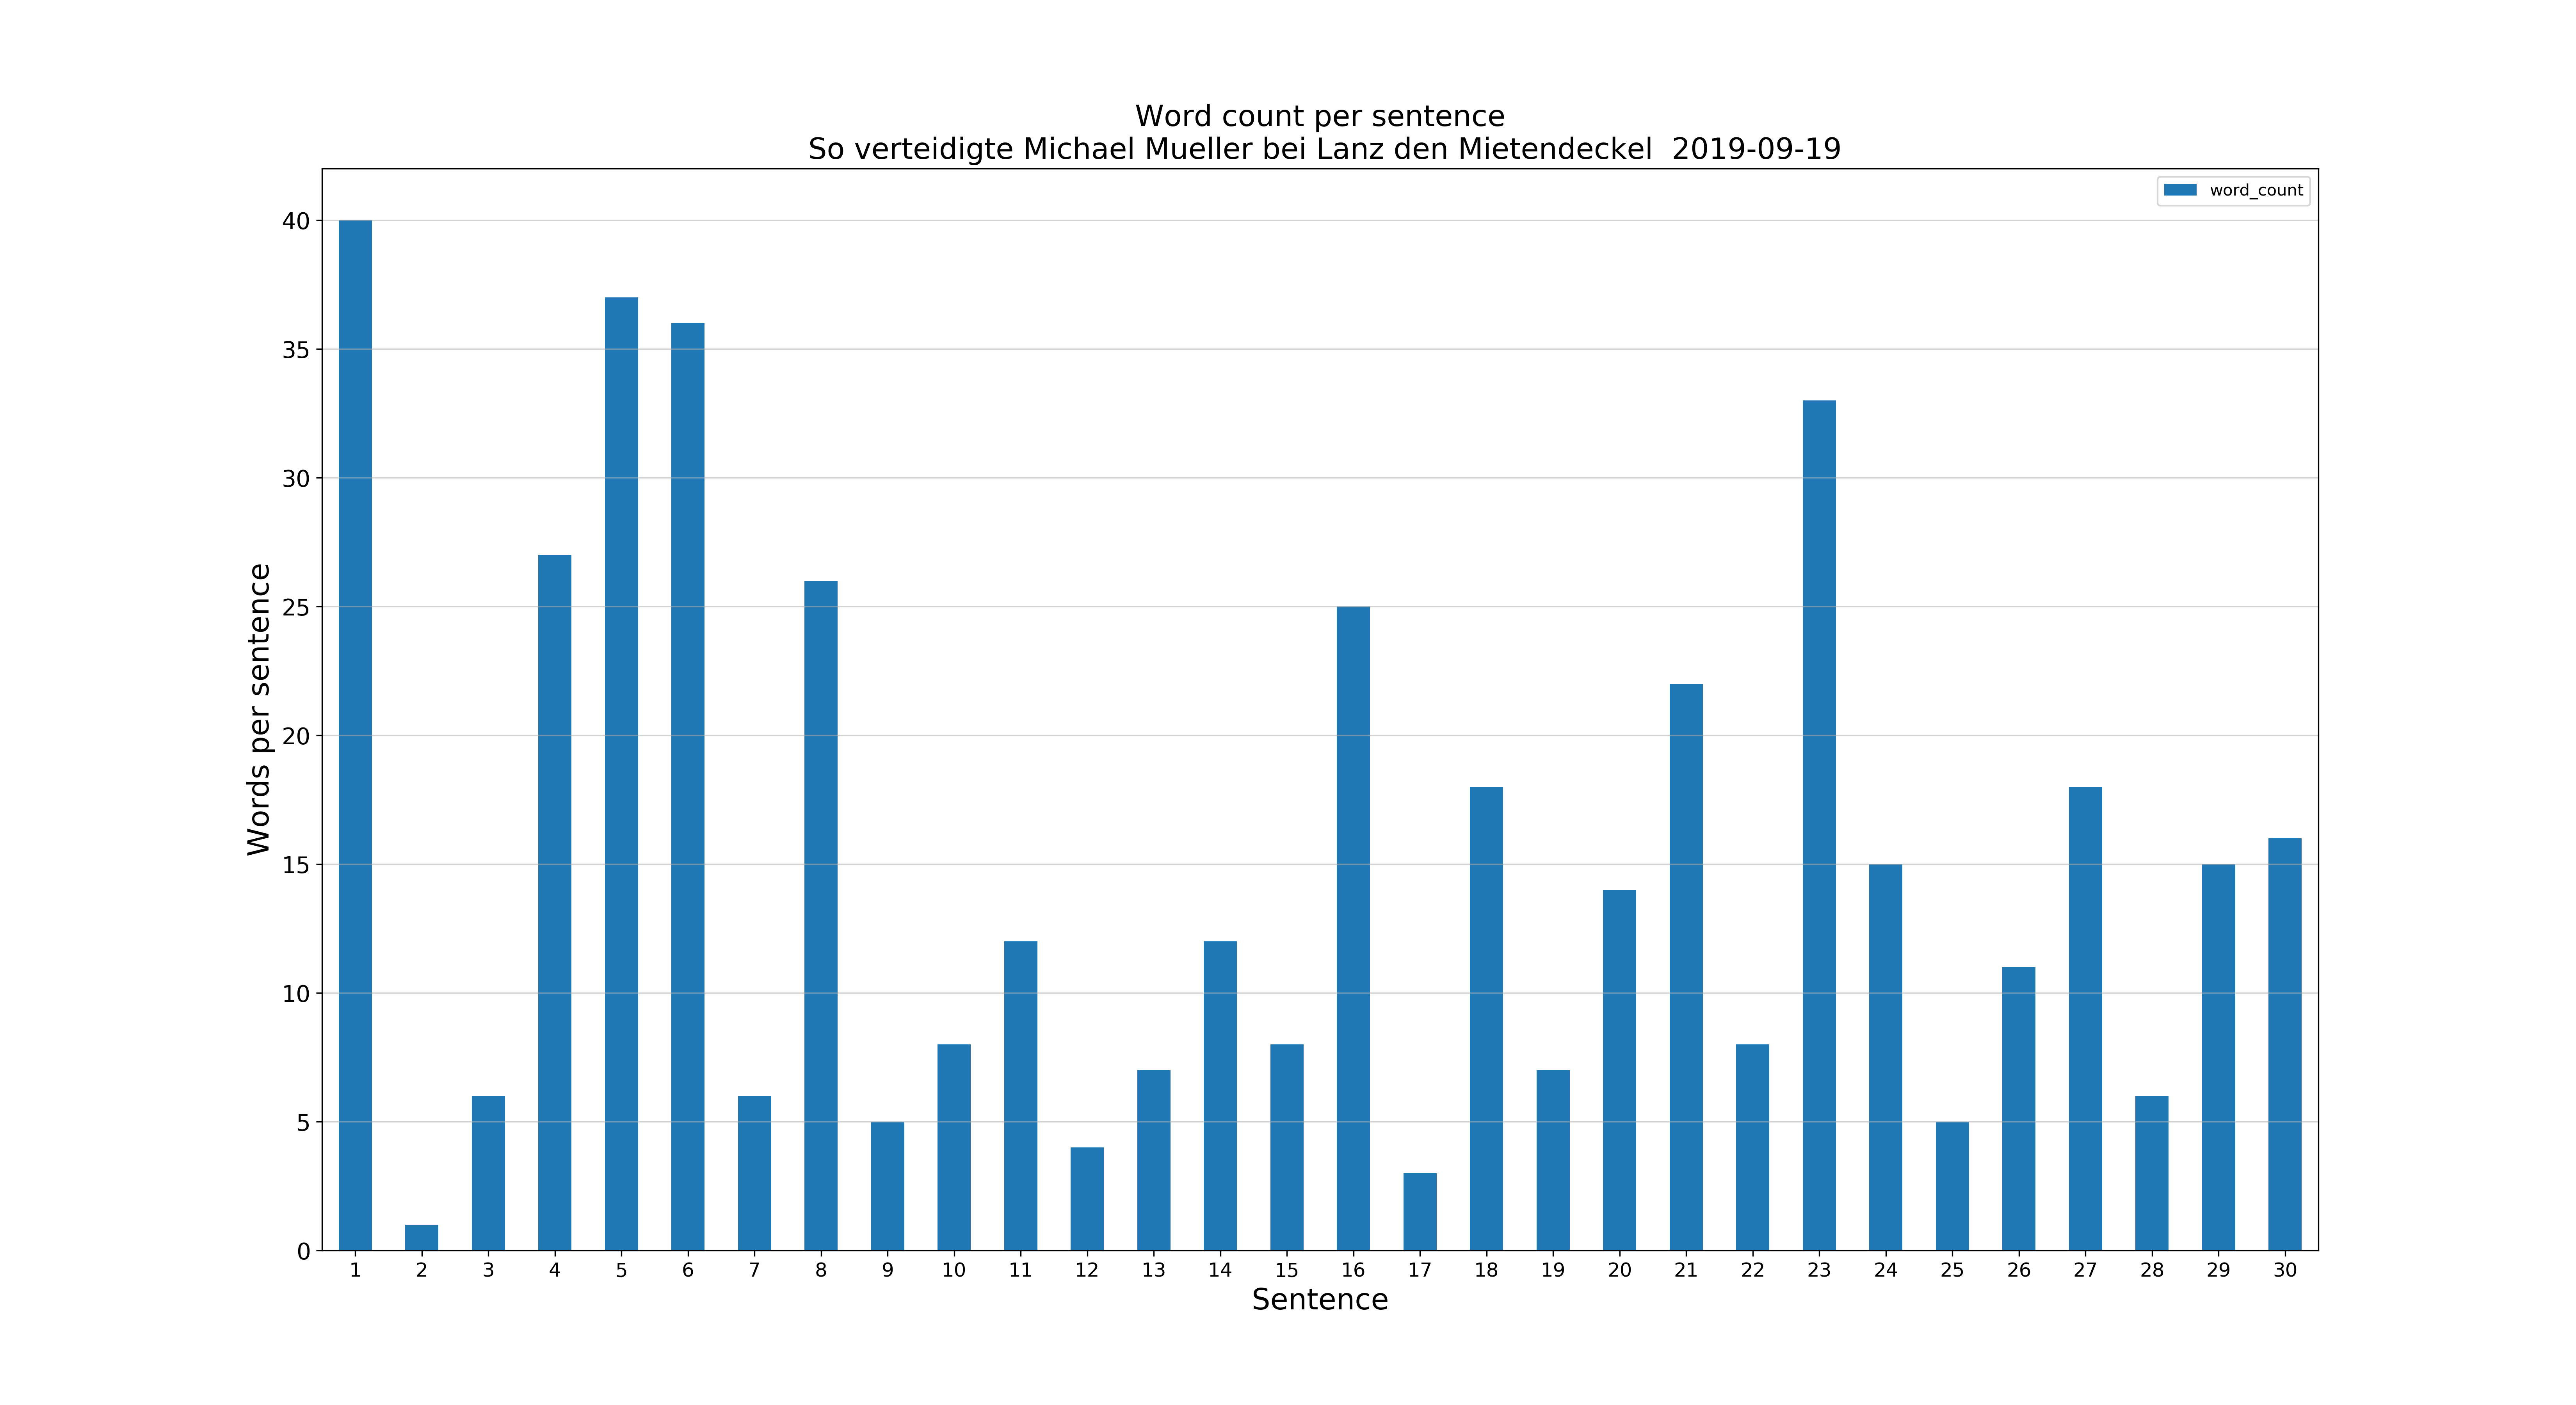 Word count per sentence
So verteidigte Michael Mueller bei Lanz den Mietendeckel  2019-09-19
word_count
40
35
30
25
20
15
10
5
0
Words per sentence
1 2 3 4 5 6 7 8 9 10 11 12 13 14 15 16 17 18 19 20 21 22 23 24 25 26 27 28 29 30
Sentence